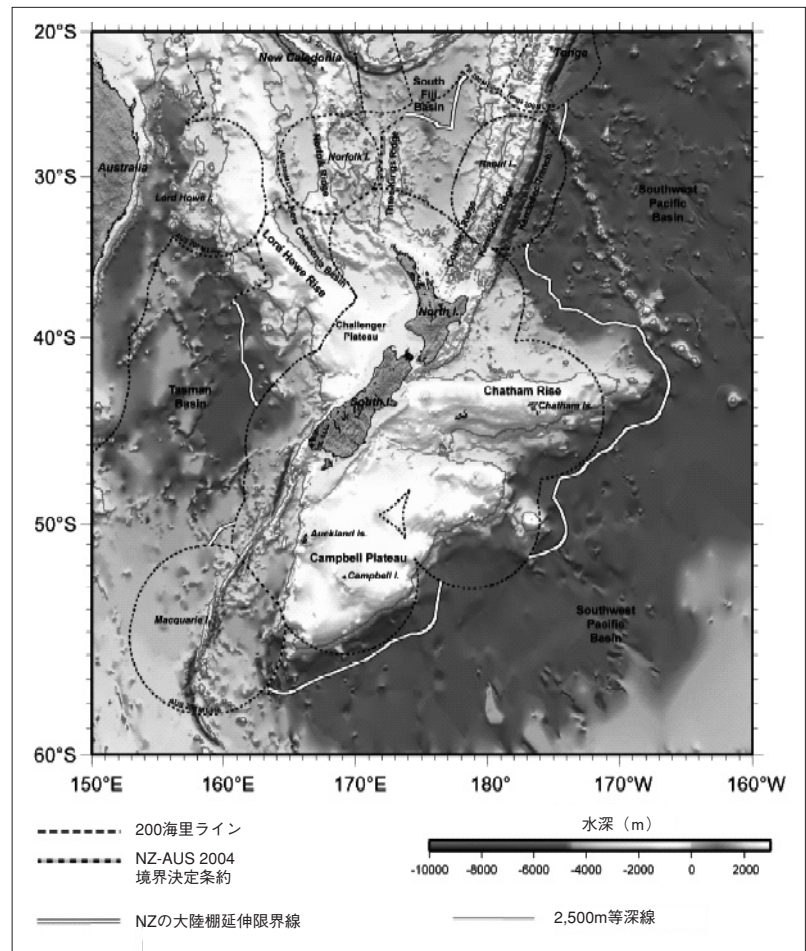 20°S
30°S
40°S
50°S
60°S
150°E
160°E
170°E
180°
170°W
160°W
New Caledonia
Tonga
South
Fiji
Basin
Australia
Norfolk I.
Raoul I.
Lord Howe I.
Southwest
Pacific
Basin
Lord Howe Rise
North I.
Challenger
Plateau
Tasman
Basin
Chatham Rise
Chatham Is.
South I.
Auckland Is.
Campbell Plateau
Campbell I.
Macquarie I.
Southwest
Pacific
Basin
200海里ライン
NZ-AUS 2004
境界決定条約
NZの大陸棚延伸限界線
水深（m）
-10000
-8000
-6000
-4000
-2000
0
2000
2,500m等深線